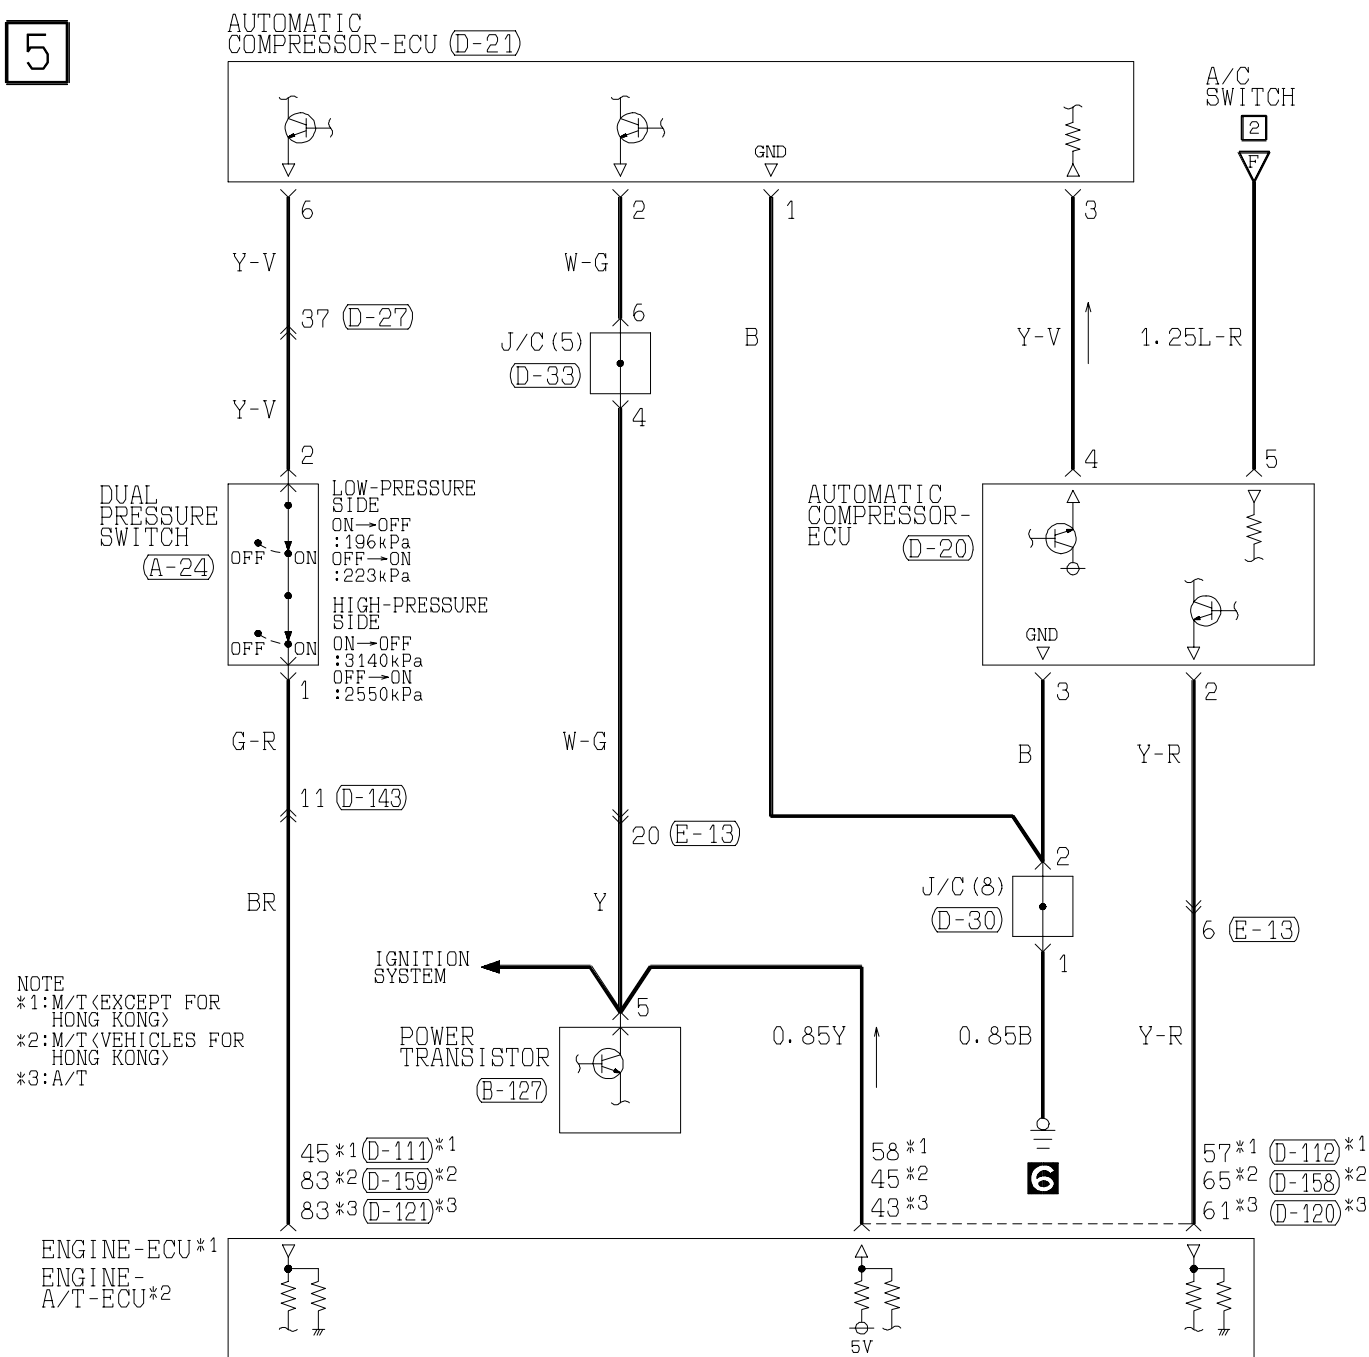 5
AUTOMATIC
COMPRESSOR-ECU (D-21)
A/C
SWITCH
2
F
GND
6
2
1
3
Y-V
W-G
37 (D-27)
6
J/C(5)
(D-33)
B
Y-V
1.25L-R
Y-V
4
2
4
5
DUAL
PRESSURE
SWITCH
(A-24)
OFF
ON
OFF
ON
LOW-PRESSURE
SIDE
ON→OFF
:196kPa
OFF→ON
:223kPa
HIGH-PRESSURE
SIDE
ON→OFF
:3140kPa
OFF→ON
:2550kPa
AUTOMATIC
COMPRESSOR-
ECU
(D-20)
GND
1
3
2
G-R
W-G
B
Y-R
11 (D-143)
20 (E-13)
2
J/C(8)
(D-30)
1
BR
Y
6 (E-13)
IGNITION
SYSTEM
5
POWER
TRANSISTOR
(B-127)
0.85Y
0.85B
Y-R
NOTE
*1:M/T<EXCEPT FOR
HONG KONG>
*2:M/T<VEHICLES FOR
HONG KONG>
*3:A/T
45*1(D-111)*1
83*2(D-159)*2
83*3(D-121)*3
58*1
45*2
43*3
6
57*1 (D-112)*1
65*2 (D-158)*2
61*3 (D-120)*3
ENGINE-ECU*1
ENGINE-
A/T-ECU*2
5V